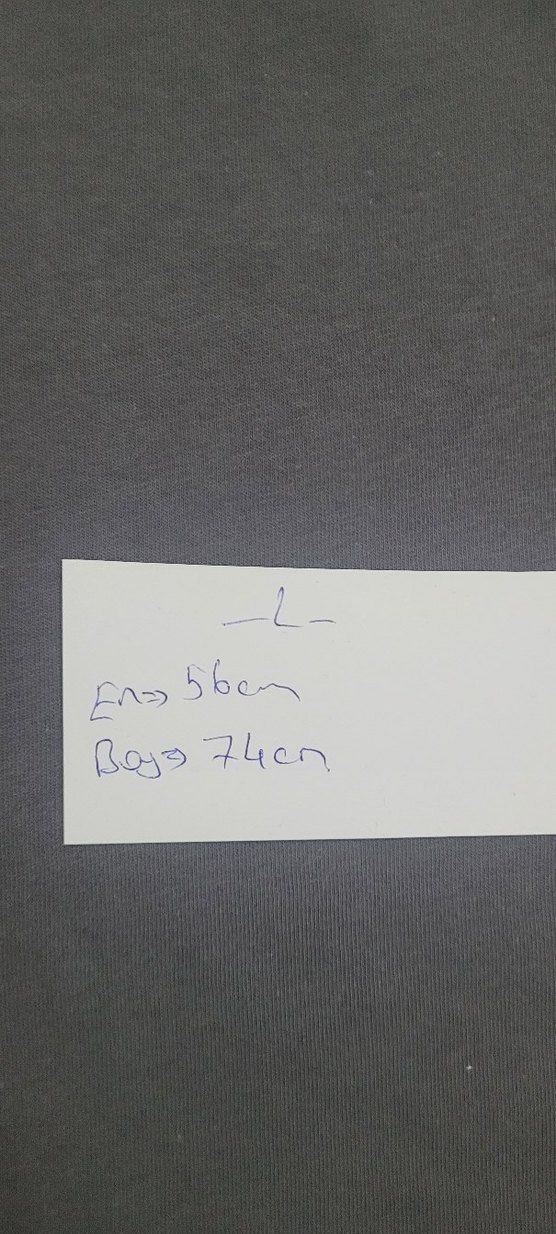 - L -
En => 56cm
Boy => 74cm